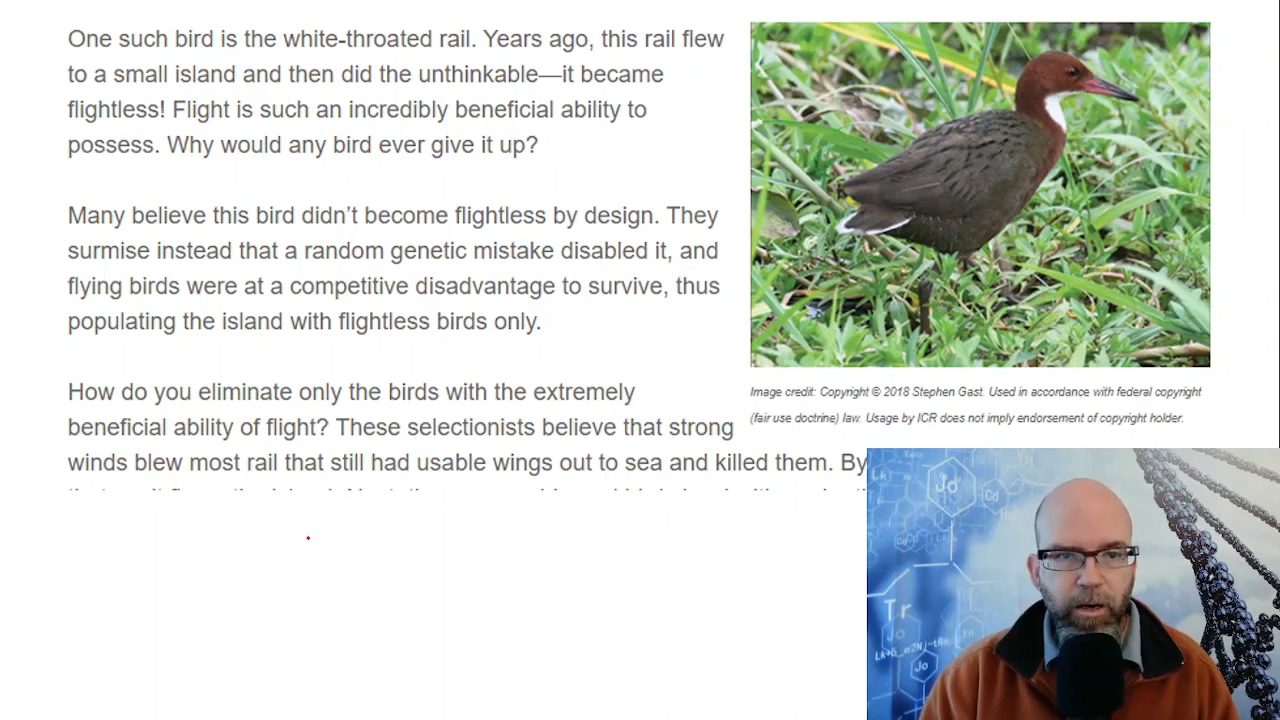 One such bird is the white-throated rail. Years ago, this rail flew
to a small island and then did the unthinkable—it became
flightless! Flight is such an incredibly beneficial ability to
possess. Why would any bird ever give it up?
Many believe this bird didn’t become flightless by design. They
surmise instead that a random genetic mistake disabled it, and
flying birds were at a competitive disadvantage to survive, thus
populating the island with flightless birds only.
How do you eliminate only the birds with the extremely
beneficial ability of flight? These selectionists believe that strong
winds blew most rail that still had usable wings out to sea and killed them. By
Image credit: Copyright © 2018 Stephen Gast. Used in accordance with federal copyright
(fair use doctrine) law. Usage by ICR does not imply endorsement of copyright holder.
Jo
Cd
Tr
Jo
Jo